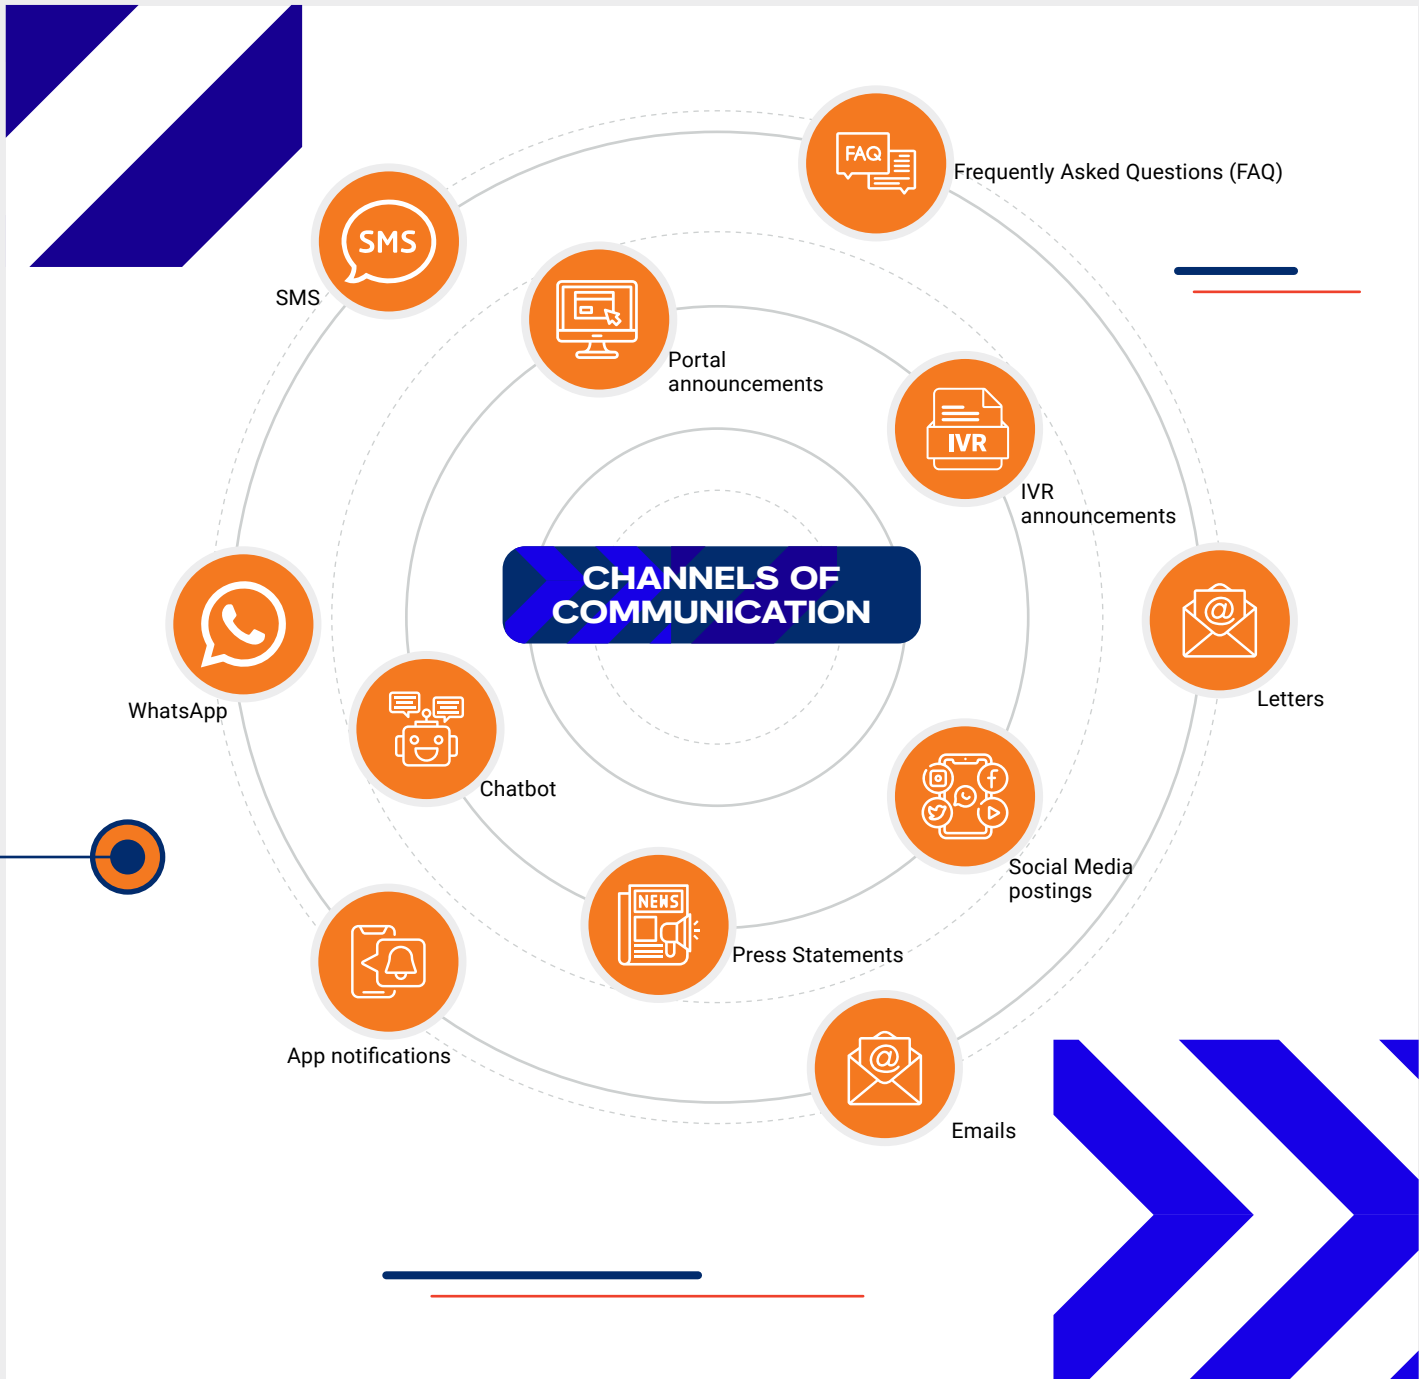 FAQ
Frequently Asked Questions (FAQ)
SMS
SMS
Portal
announcements
IVR
IVR
announcements
CHANNELS OF
COMMUNICATION
@
Letters
WhatsApp
Chatbot
Social Media
postings
NEWS
Press Statements
App notifications
@
Emails